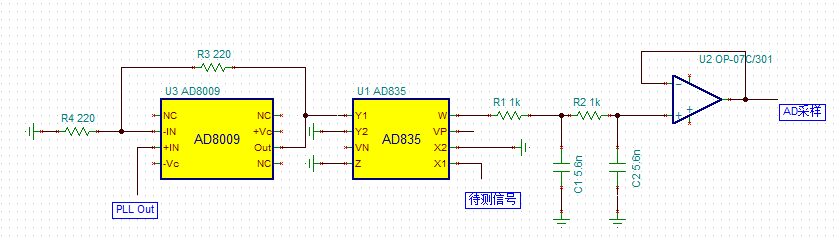 R3 220
U2 OP-07C/301
U3 AD8009
U1 AD835
R4 220
NC
-IN
+IN
-Vc
AD8009
NC
+Vc
Out
NC
Y1
Y2
VN
Z
AD835
W
VP
X2
X1
R1 1k
R2 1k
AD采样
C1 5.6n
C2 5.6n
PLL Out
待测信号